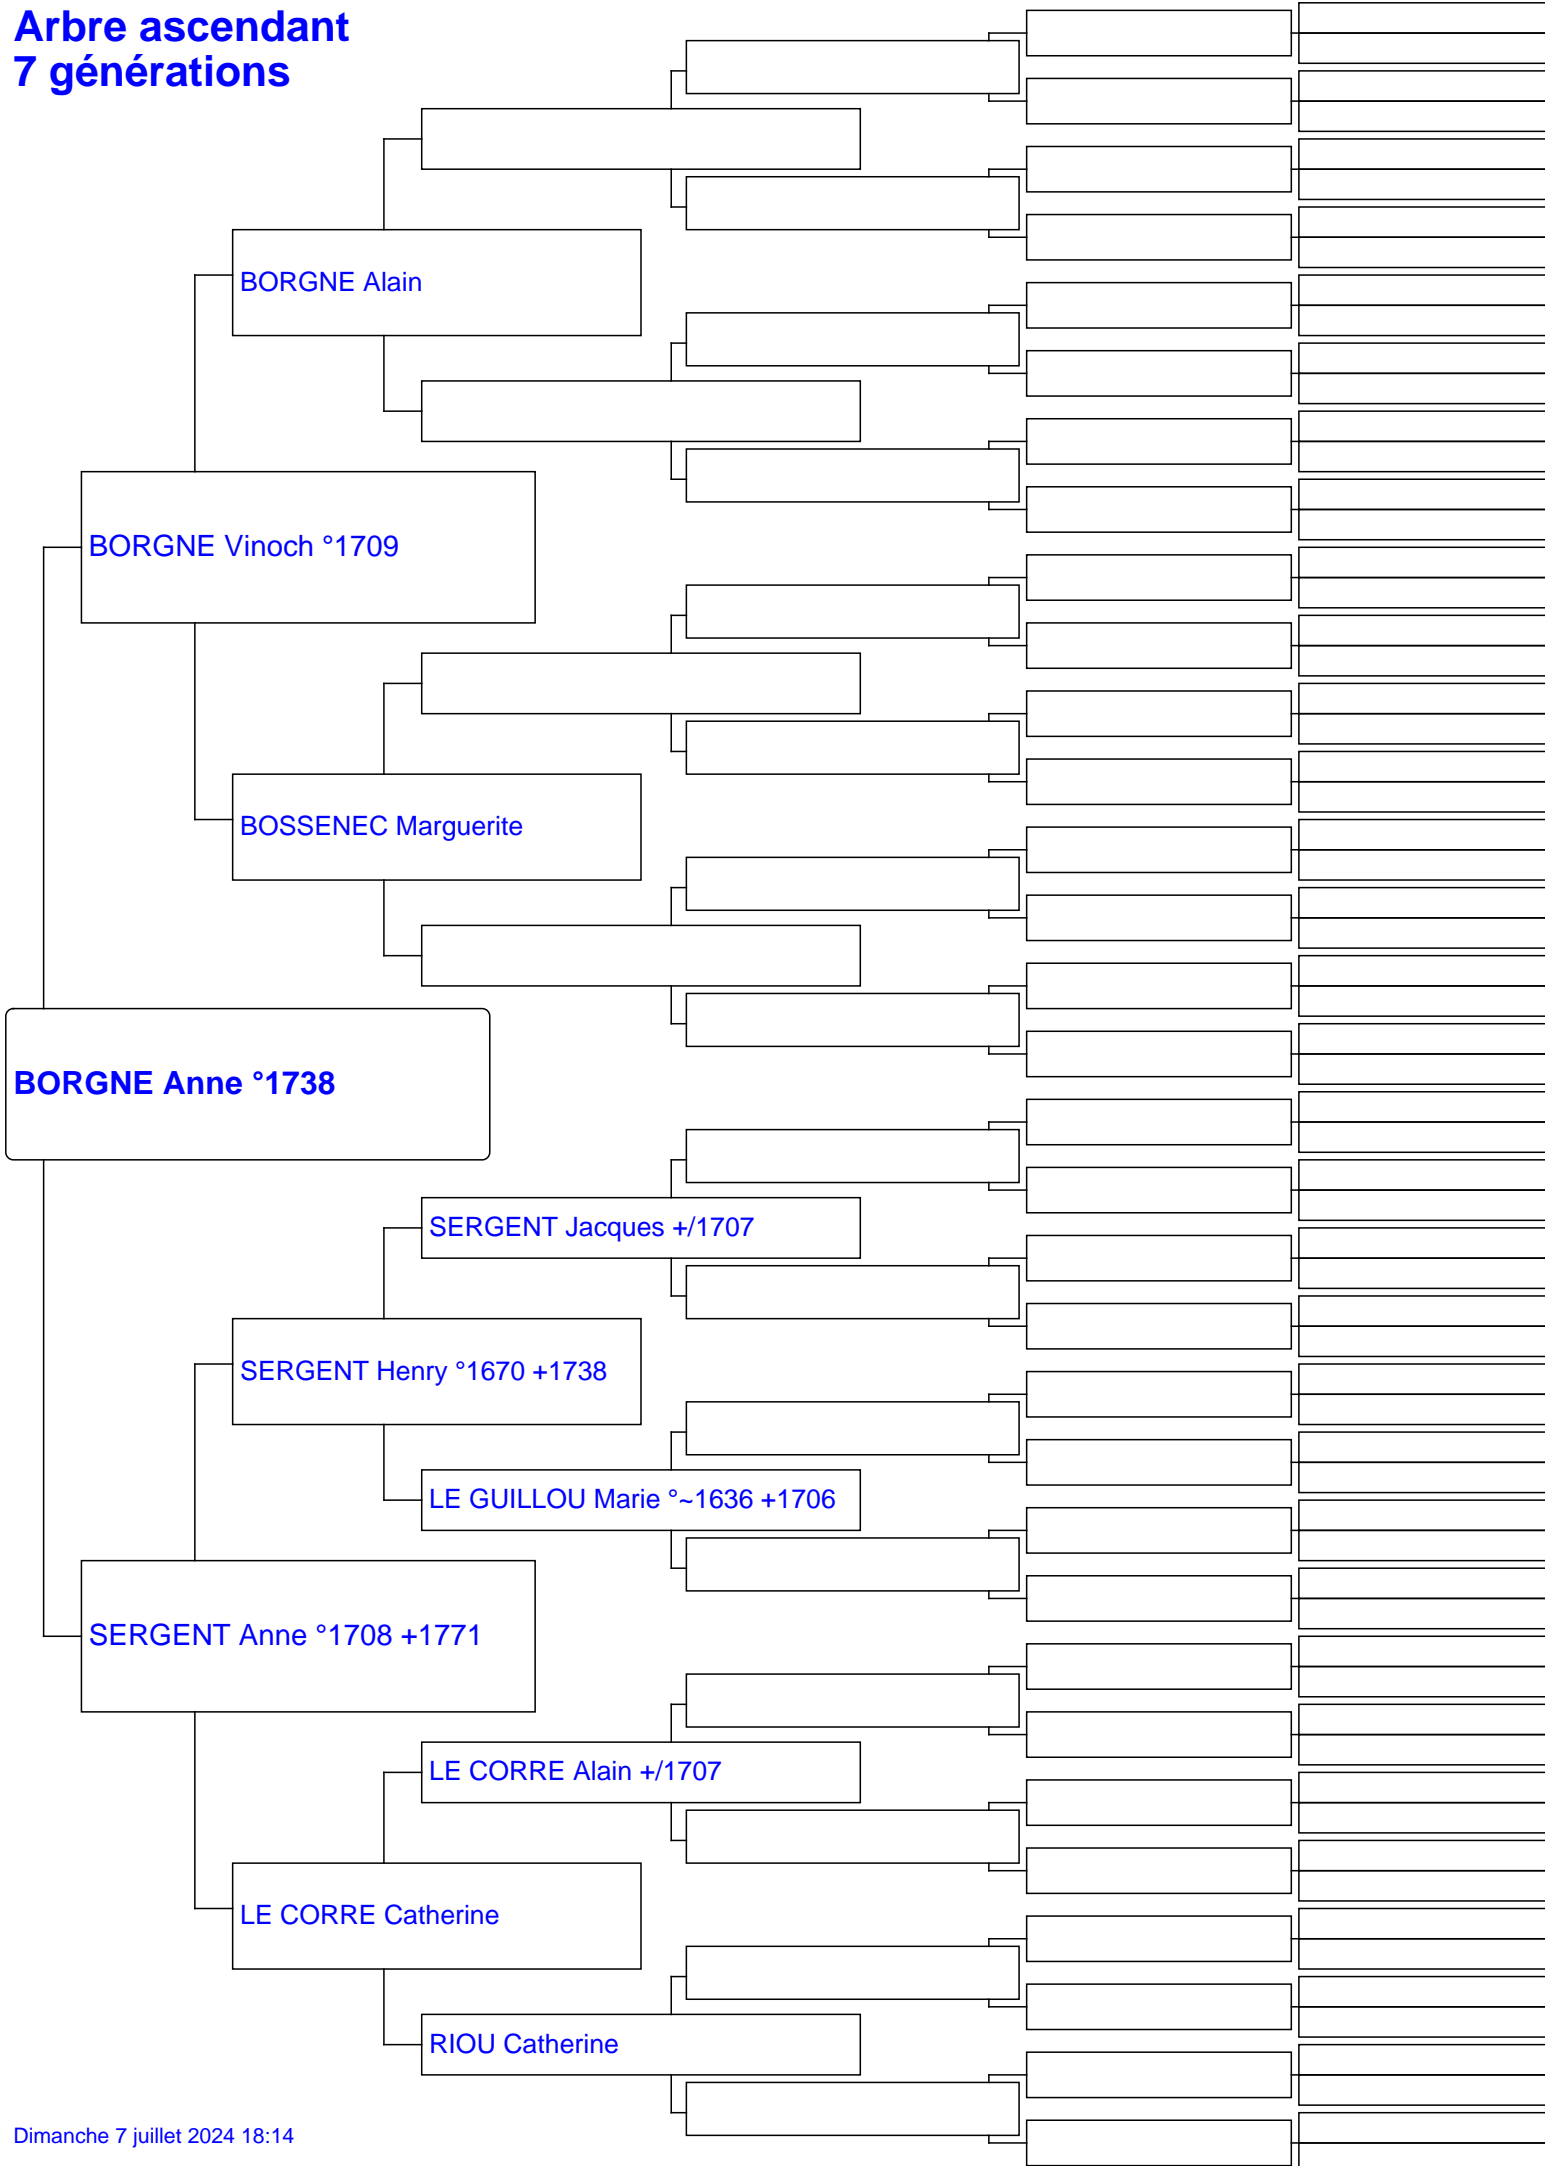 Arbre ascendant
7 générations
BORGNE Alain
BORGNE Vinoch °1709
BOSSENEC Marguerite
BORGNE Anne °1738
SERGENT Jacques +/1707
SERGENT Henry °1670 +1738
LE GUILLOU Marie °~1636 +1706
SERGENT Anne °1708 +1771
LE CORRE Alain +/1707
LE CORRE Catherine
RIOU Catherine
Dimanche 7 juillet 2024 18:14